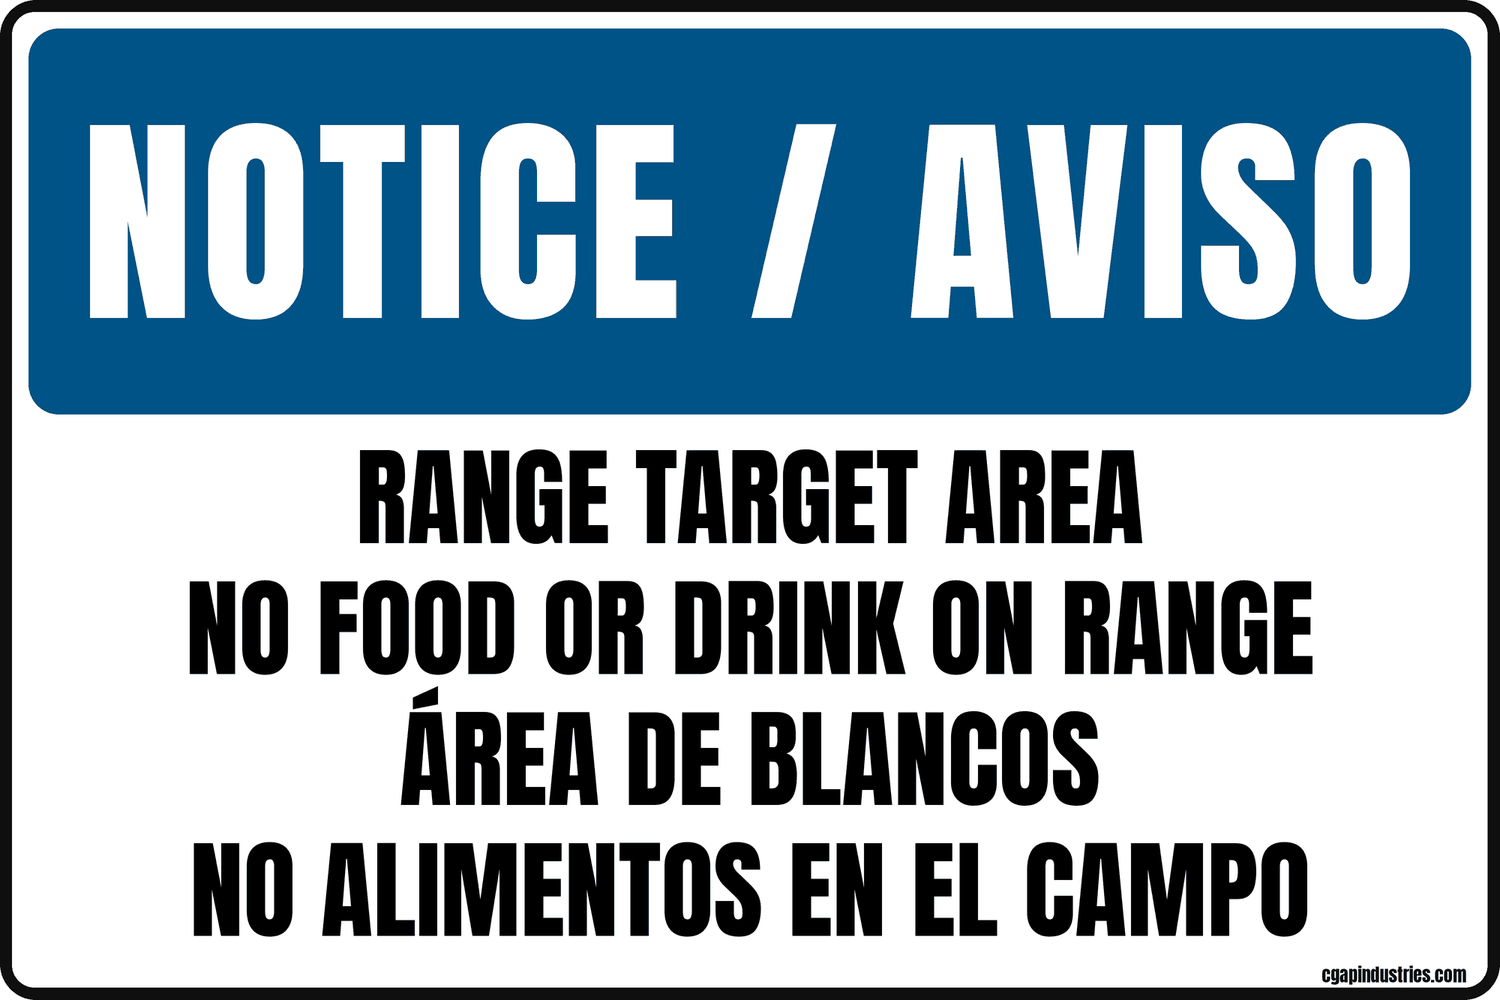 NOTICE / AVISO
RANGE TARGET AREA
NO FOOD OR DRINK ON RANGE
ÁREA DE BLANCOS
NO ALIMENTOS EN EL CAMPO
cgapindustries.com